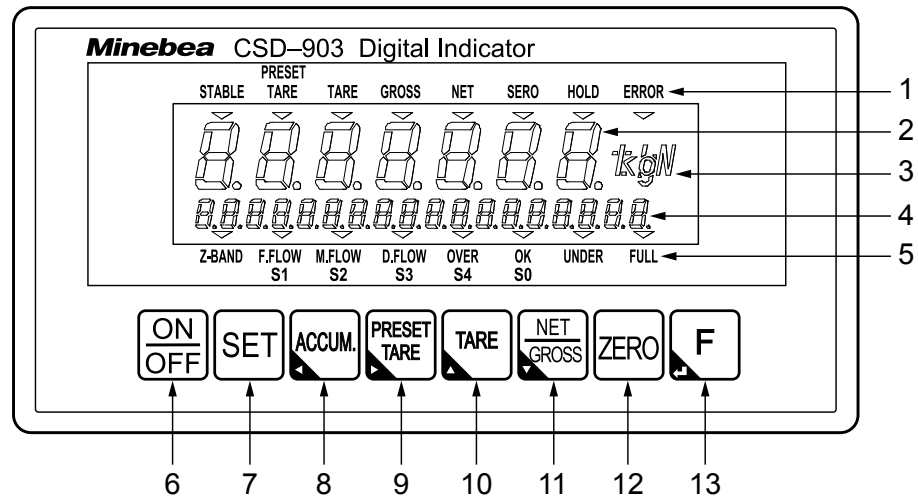 Minebea CSD–903 Digital Indicator
PRESET
STABLE TARE TARE GROSS NET SERO HOLD ERROR 1
2
tkgN 3
4
Z-BAND F.FLOW M.FLOW D.FLOW OVER OK UNDER FULL 5
S1 S2 S3 S4 S0
ON PRESET NET
SET ACCUM. TARE TARE ZERO F
OFF GROSS
6 7 8 9 10 11 12 13